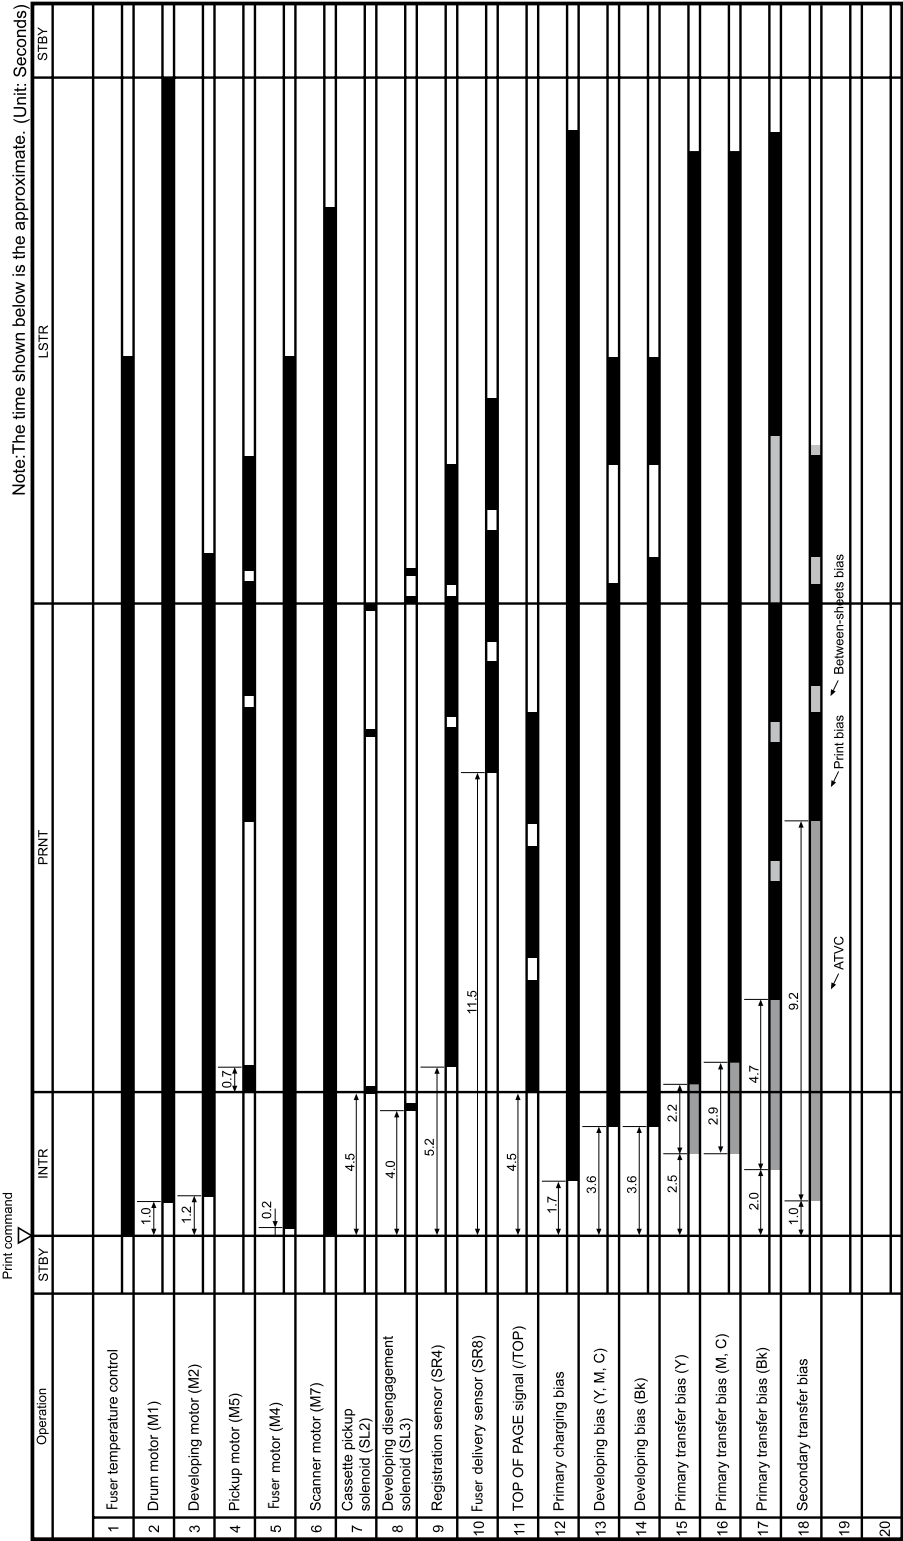 Note:The time shown below is the approximate. (Unit: Seconds)
Print command
Operation STBY INTR PRNT LSTR STBY
1 Fuser temperature control
2 Drum motor (M1) 1.0
3 Developing motor (M2) 1.2
4 Pickup motor (M5) 0.7
5 Fuser motor (M4) 0.2
6 Scanner motor (M7)
7 Cassette pickup
solenoid (SL2) 4.5
8 Developing disengagement
solenoid (SL3) 4.0
9 Registration sensor (SR4) 5.2
10 Fuser delivery sensor (SR8) 11.5
11 TOP OF PAGE signal (/TOP) 4.5
12 Primary charging bias 1.7
13 Developing bias (Y, M, C) 3.6
14 Developing bias (Bk) 3.6
15 Primary transfer bias (Y) 2.5 2.2
16 Primary transfer bias (M, C) 2.9
17 Primary transfer bias (Bk) 2.0 4.7
18 Secondary transfer bias 1.0 9.2
19 ATVC Print bias Between-sheets bias
20